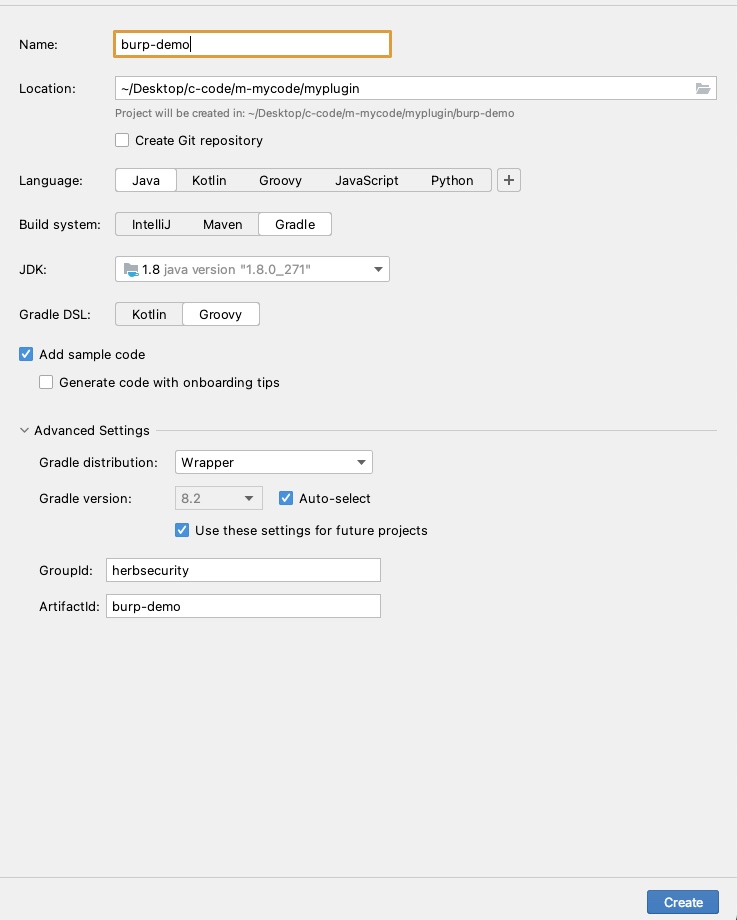 Name: burp-demo
Location: ~/Desktop/c-code/m-mycode/myplugin
Project will be created in: ~/Desktop/c-code/m-mycode/myplugin/burp-demo
Create Git repository
Language: Java Kotlin Groovy JavaScript Python +
Build system: IntelliJ Maven Gradle
JDK: 1.8 java version "1.8.0_271"
Gradle DSL: Kotlin Groovy
Add sample code
Generate code with onboarding tips
Advanced Settings
Gradle distribution: Wrapper
Gradle version: 8.2 Auto-select
Use these settings for future projects
GroupId: herbsecurity
ArtifactId: burp-demo
Create